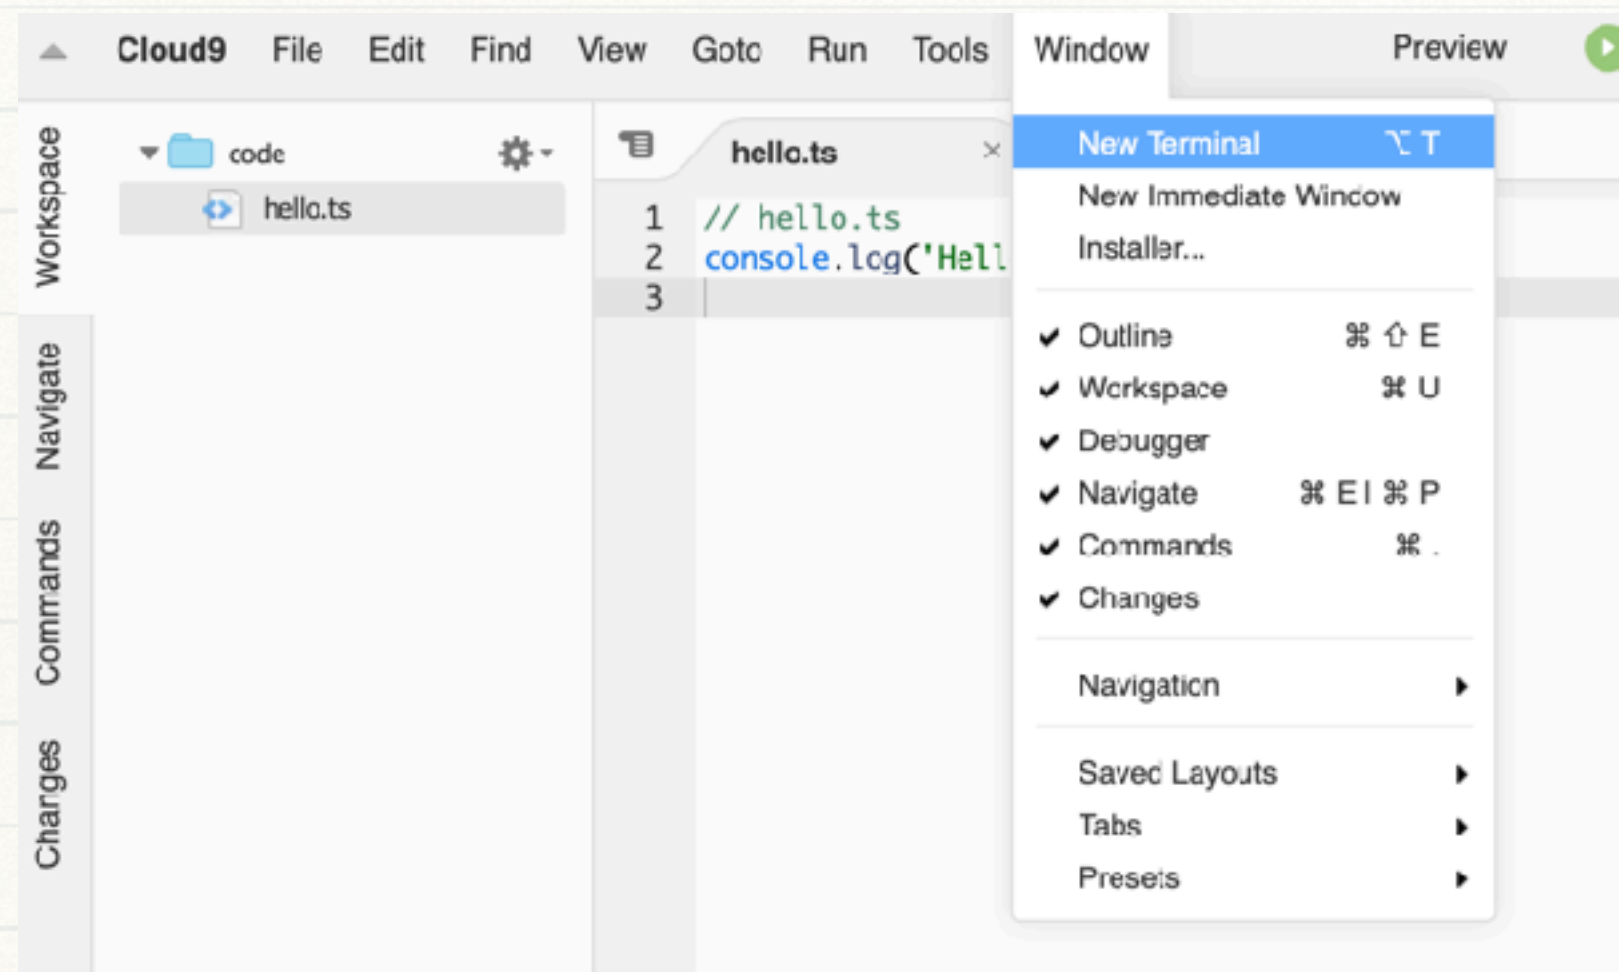 Cloud9 File Edit Find View Goto Run Tools Window Preview
Workspace
Navigate
Commands
Changes
code
hello.ts
hello.ts ×
1 // hello.ts
2 console.log('Hell
3
New Terminal ⌥ T
New Immediate Window
Installer...
✔ Outline ⌘ ⇧ E
✔ Workspace ⌘ U
✔ Debugger
✔ Navigate ⌘ E | ⌘ P
✔ Commands ⌘ .
✔ Changes
Navigation
Saved Layouts
Tabs
Presets